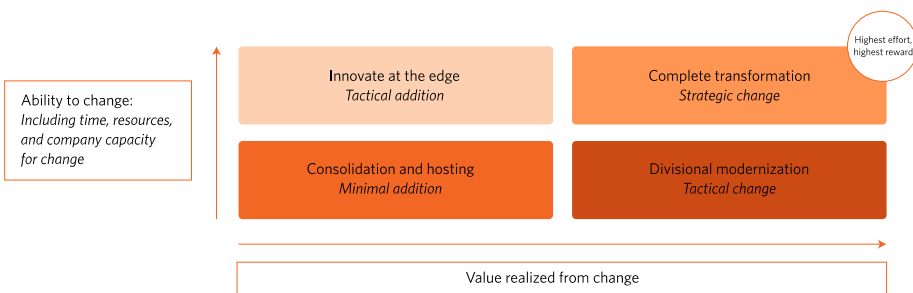 Highest effort,
highest reward
Innovate at the edge
Tactical addition
Complete transformation
Strategic change
Ability to change:
Including time, resources,
and company capacity
for change
Consolidation and hosting
Minimal addition
Divisional modernization
Tactical change
Value realized from change